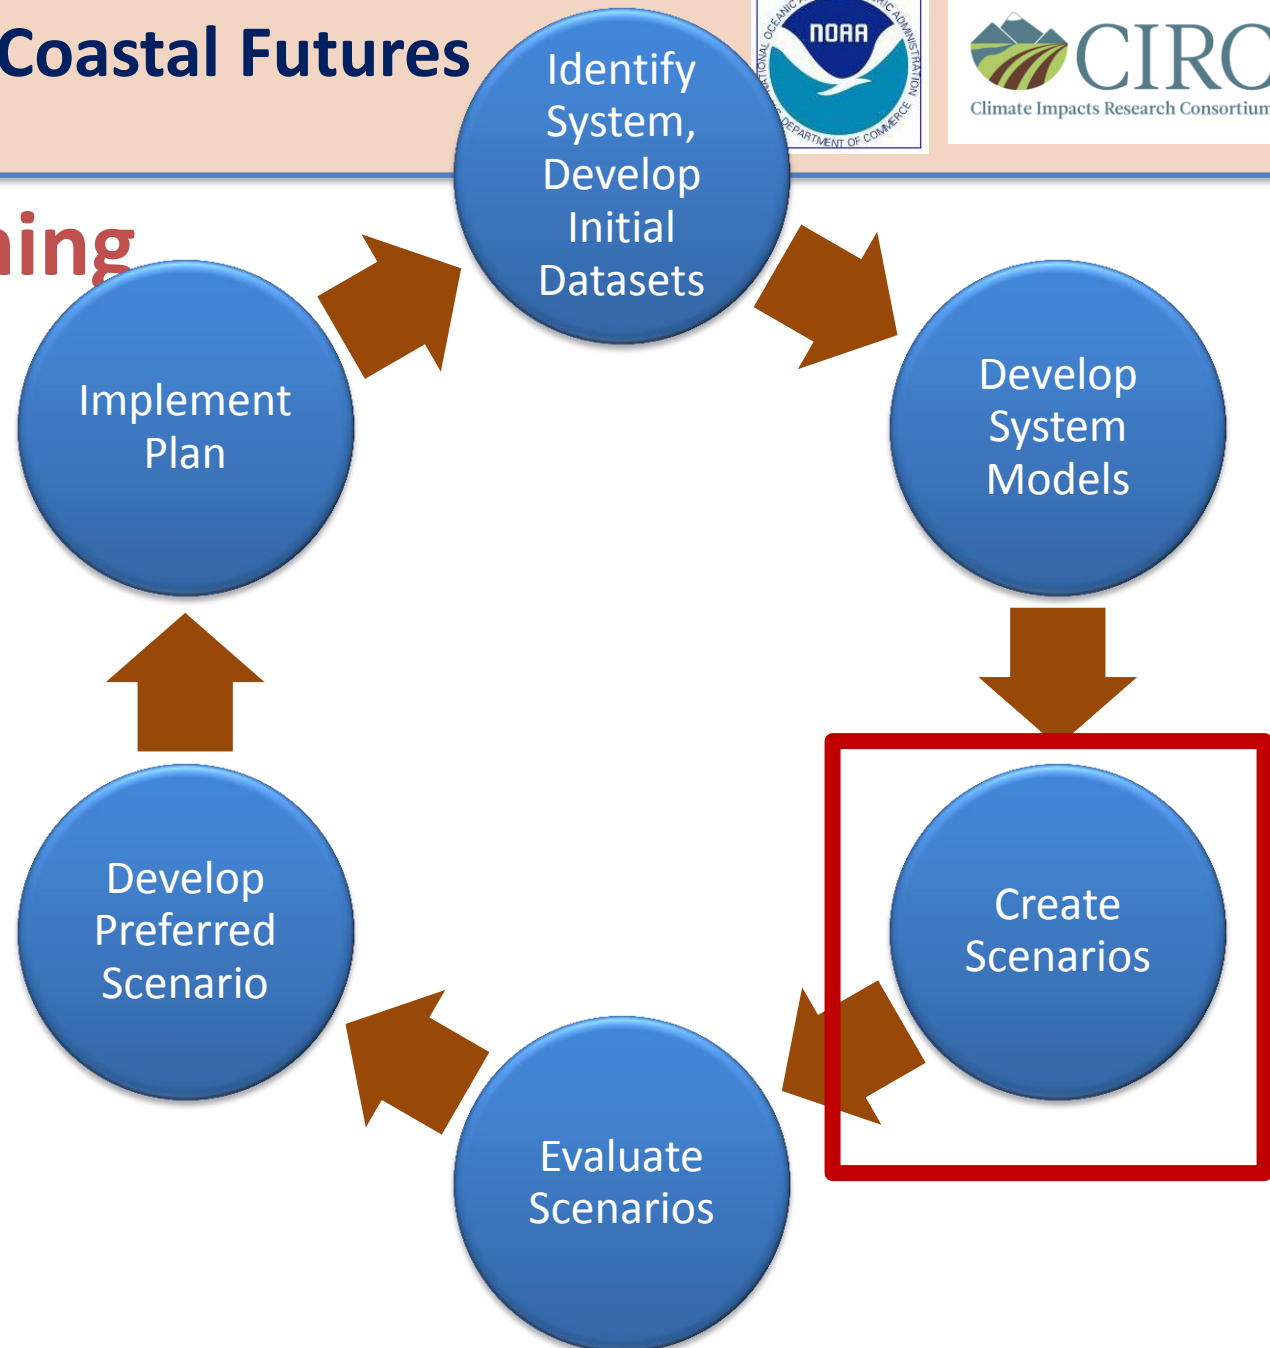 Coastal Futures
NOAA
CIRC
Climate Impacts Research Consortium
Identify
System,
Develop
Initial
Datasets
Develop
System
Models
Create
Scenarios
Evaluate
Scenarios
Develop
Preferred
Scenario
Implement
Plan